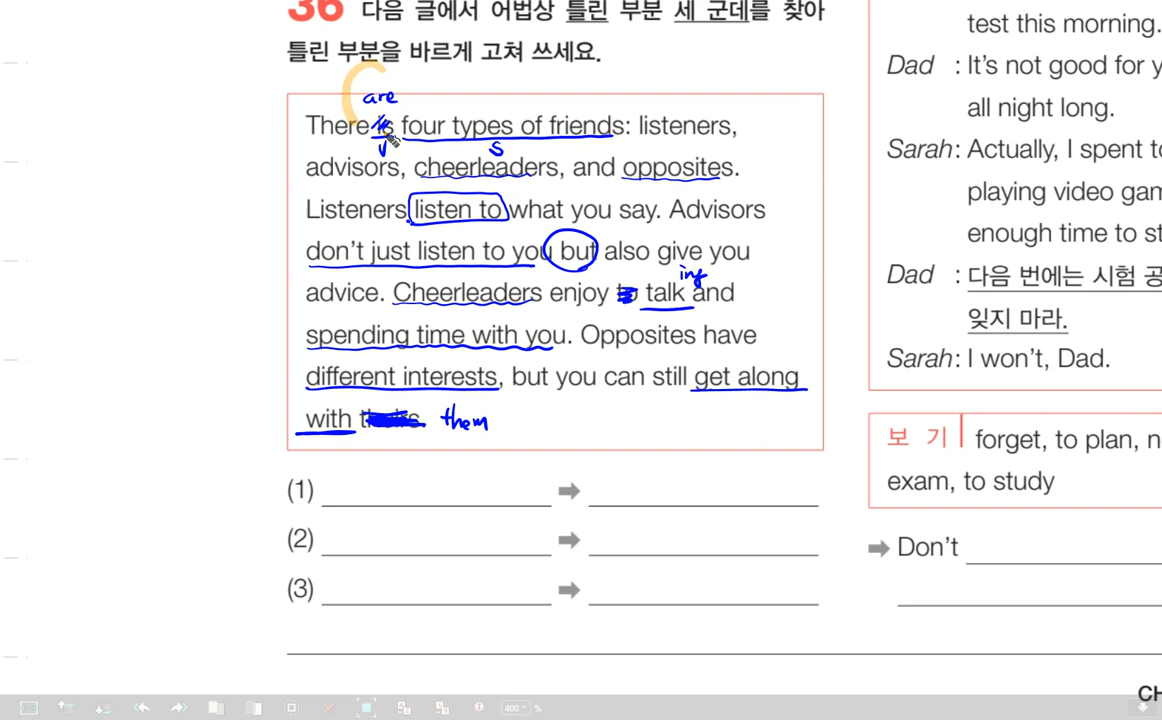 36 다음 글에서 어법상 틀린 부분 세 군데를 찾아
틀린 부분을 바르게 고쳐 쓰세요.
are
There is four types of friends: listeners,
v s
advisors, cheerleaders, and opposites.
Listeners listen to what you say. Advisors
don't just listen to you but also give you
ing
advice. Cheerleaders enjoy to talk and
spending time with you. Opposites have
different interests, but you can still get along
with theirs them
(1) ➡
(2) ➡
(3) ➡
test this morning.
Dad : It's not good for y
all night long.
Sarah : Actually, I spent to
playing video gam
enough time to st
Dad : 다음 번에는 시험 공
잊지 마라.
Sarah : I won't, Dad.
보 기 forget, to plan, n
exam, to study
➡ Don't
CH
400 %